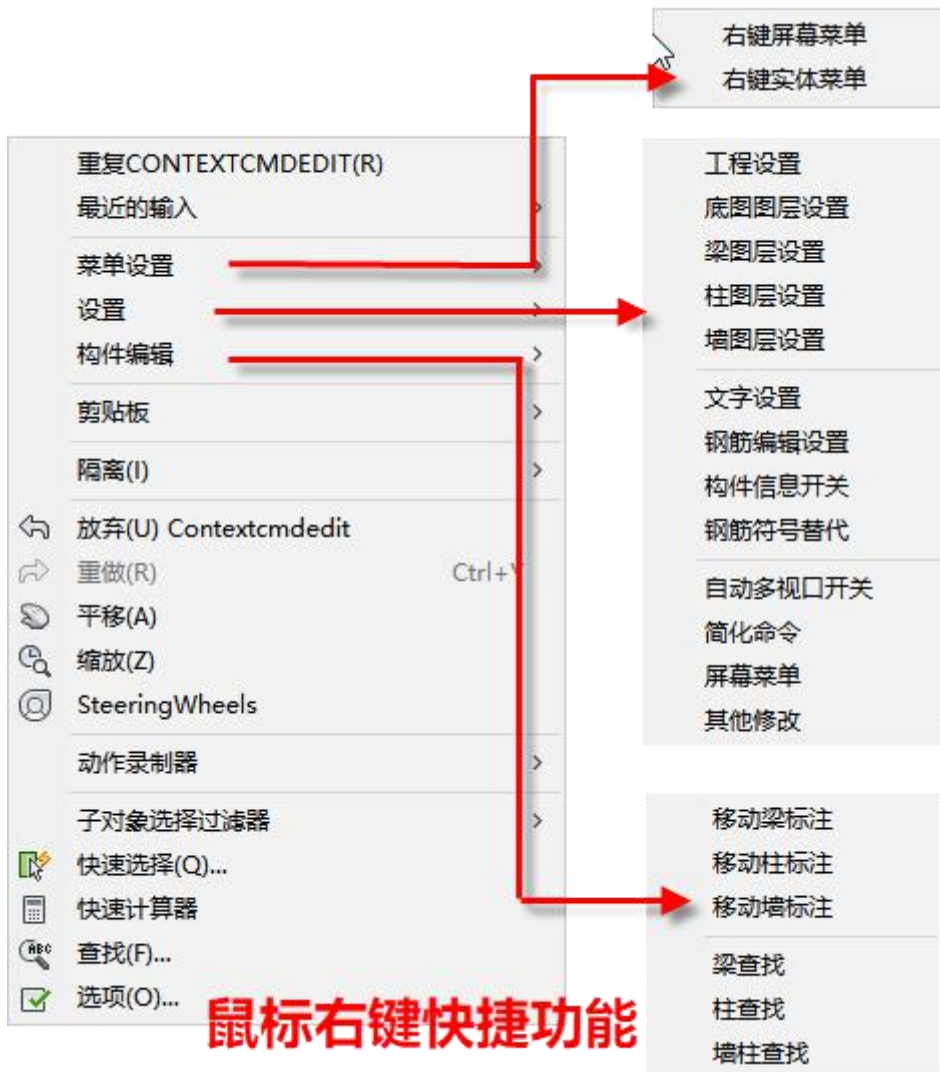 右键屏幕菜单
右键实体菜单
重复CONTEXTCMDEDIT(R)
最近的输入
菜单设置
设置
构件编辑
剪贴板
隔离(I)
放弃(U) Contextcmdedit
重做(R) Ctrl+Y
平移(A)
缩放(Z)
SteeringWheels
动作录制器
子对象选择过滤器
快速选择(Q)...
快速计算器
查找(F)...
选项(O)...
工程设置
底图图层设置
梁图层设置
柱图层设置
墙图层设置
文字设置
钢筋编辑设置
构件信息开关
钢筋符号替代
自动多视口开关
简化命令
屏幕菜单
其他修改
移动梁标注
移动柱标注
移动墙标注
梁查找
柱查找
墙柱查找
鼠标右键快捷功能